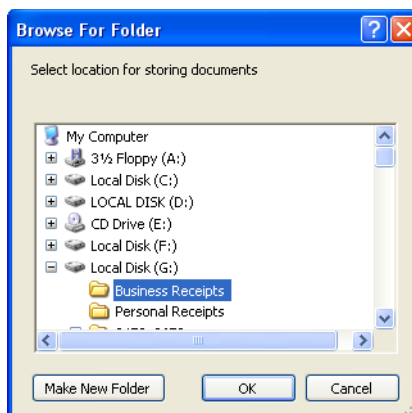 Browse For Folder
Select location for storing documents
My Computer
3½ Floppy (A:)
Local Disk (C:)
LOCAL DISK (D:)
CD Drive (E:)
Local Disk (F:)
Local Disk (G:)
Business Receipts
Personal Receipts
Make New Folder OK Cancel